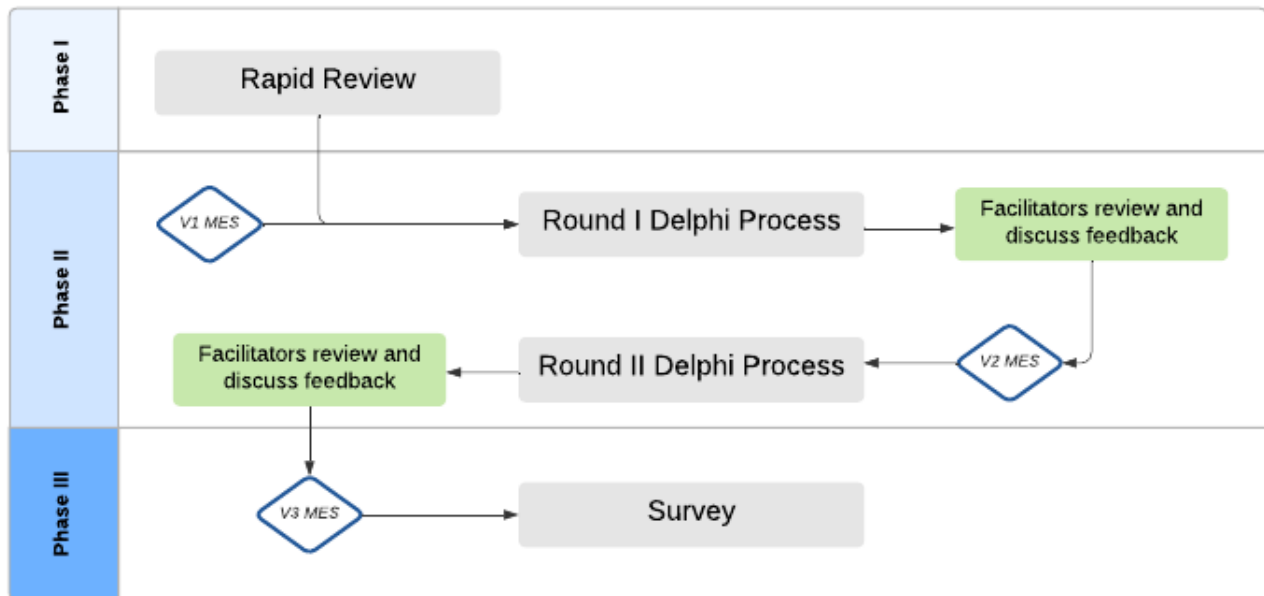 Phase I
Rapid Review
Phase II
V1 MES
Round I Delphi Process
Facilitators review and
discuss feedback
Facilitators review and
discuss feedback
Round II Delphi Process
V2 MES
Phase III
V3 MES
Survey